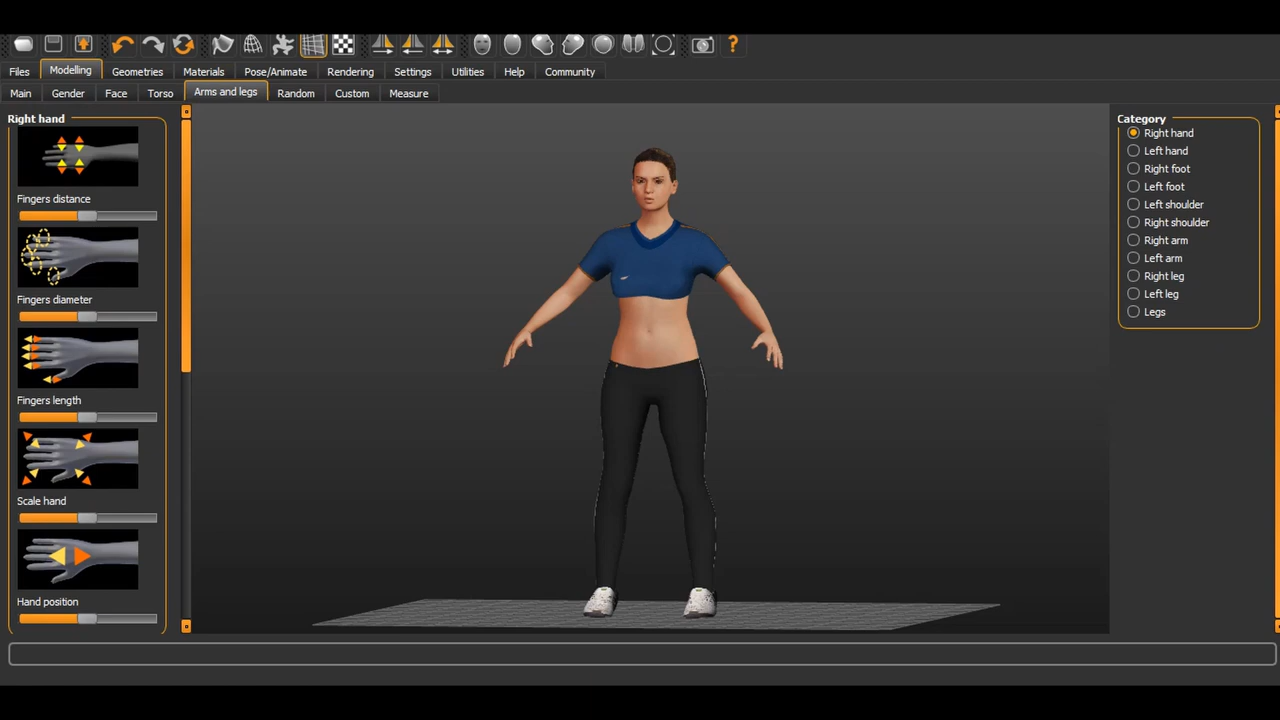 Files Modelling Geometries Materials Pose/Animate Rendering Settings Utilities Help Community
Main Gender Face Torso Arms and legs Random Custom Measure
Right hand
Fingers distance
Fingers diameter
Fingers length
Scale hand
Hand position
Category
Right hand
Left hand
Right foot
Left foot
Left shoulder
Right shoulder
Right arm
Left arm
Right leg
Left leg
Legs